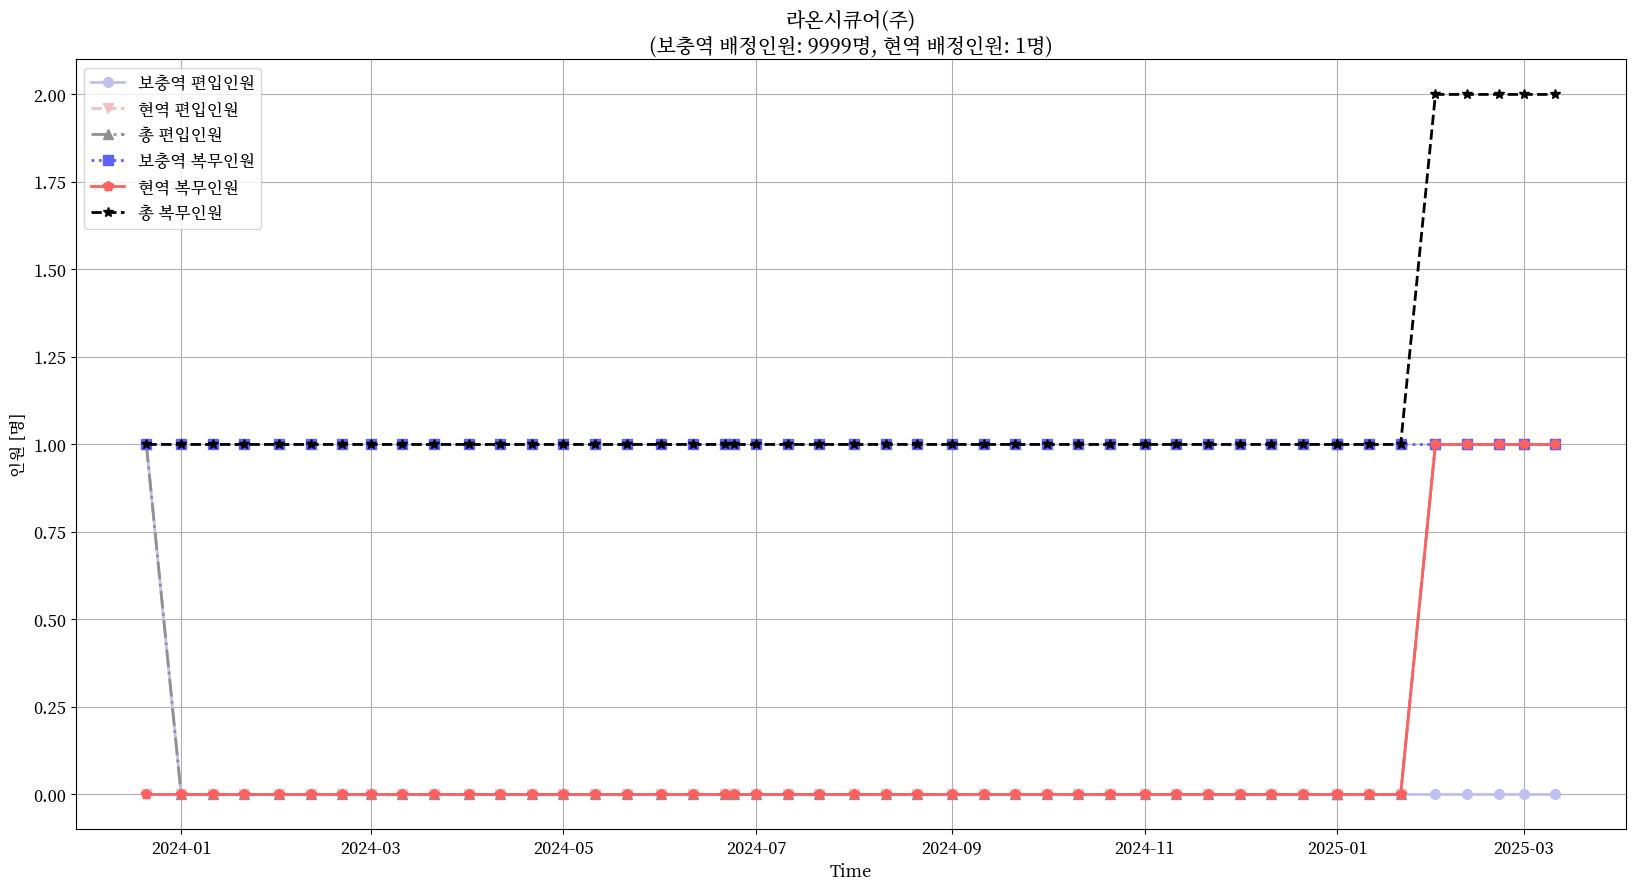 라온시큐어(주)
(보충역 배정인원: 9999명, 현역 배정인원: 1명)
보충역 편입인원
현역 편입인원
총 편입인원
보충역 복무인원
현역 복무인원
총 복무인원
2.00
1.75
1.50
1.25
1.00
0.75
0.50
0.25
0.00
인원 [명]
2024-01
2024-03
2024-05
2024-07
2024-09
2024-11
2025-01
2025-03
Time